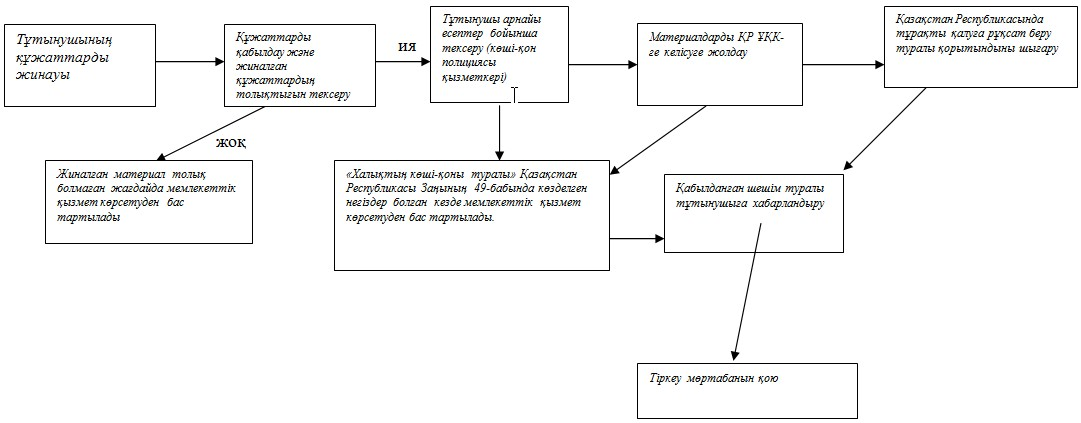 Тұтынушының
құжаттарды
жинауы
Құжаттарды
қабылдау және
жиналған
құжаттардың
толықтығын тексеру
ия
Тұтынушы арнайы
есептер бойынша
тексеру (көші-қон
полициясы
қызметкері)
Материалдарды ҚР ҰҚК-
ге келісуге жолдау
Қазақстан Республикасында
тұрақты қалуға рұқсат беру
туралы қорытындыны шығару
жоқ
Жиналған материал толық
болмаған жағдайда мемлекеттік
қызмет көрсетуден бас
тартылады
«Халықтың көші-қоны туралы» Қазақстан
Республикасы Заңының 49-бабында көзделген
негіздер болған кезде мемлекеттік қызмет
көрсетуден бас тартылады.
Қабылданған шешім туралы
тұтынушыға хабарландыру
Тіркеу мөртабанын қою